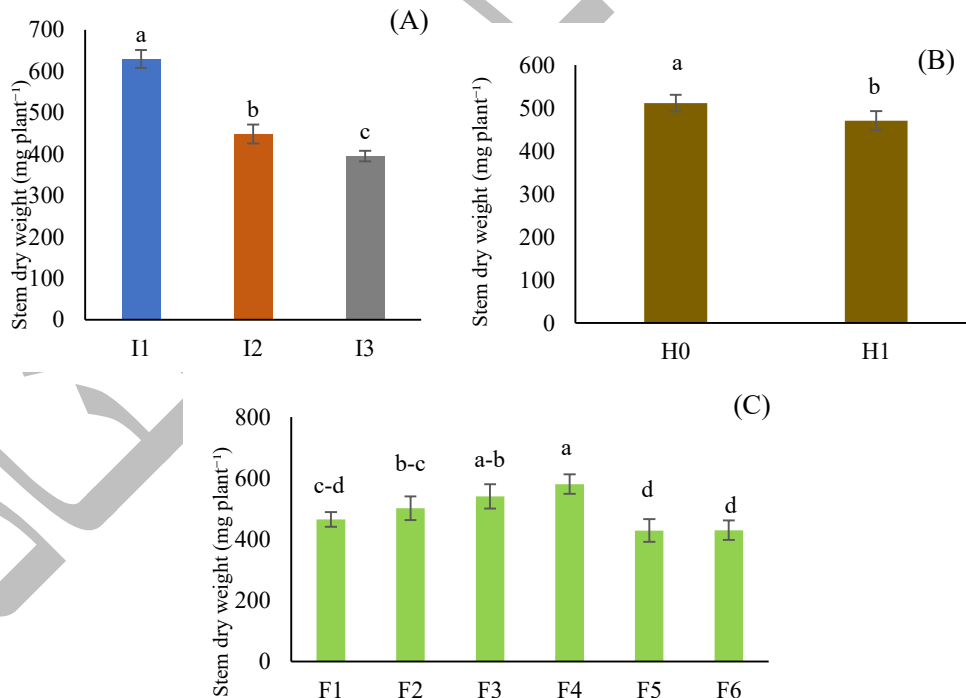 (A)
Stem dry weight (mg plant⁻¹)
700
600
500
400
300
200
100
0
a
b
c
I1 I2 I3
(B)
Stem dry weight (mg plant⁻¹)
600
500
400
300
200
100
0
a
b
H0 H1
(C)
Stem dry weight (mg plant⁻¹)
800
600
400
200
0
c-d
b-c
a-b
a
d
d
F1 F2 F3 F4 F5 F6